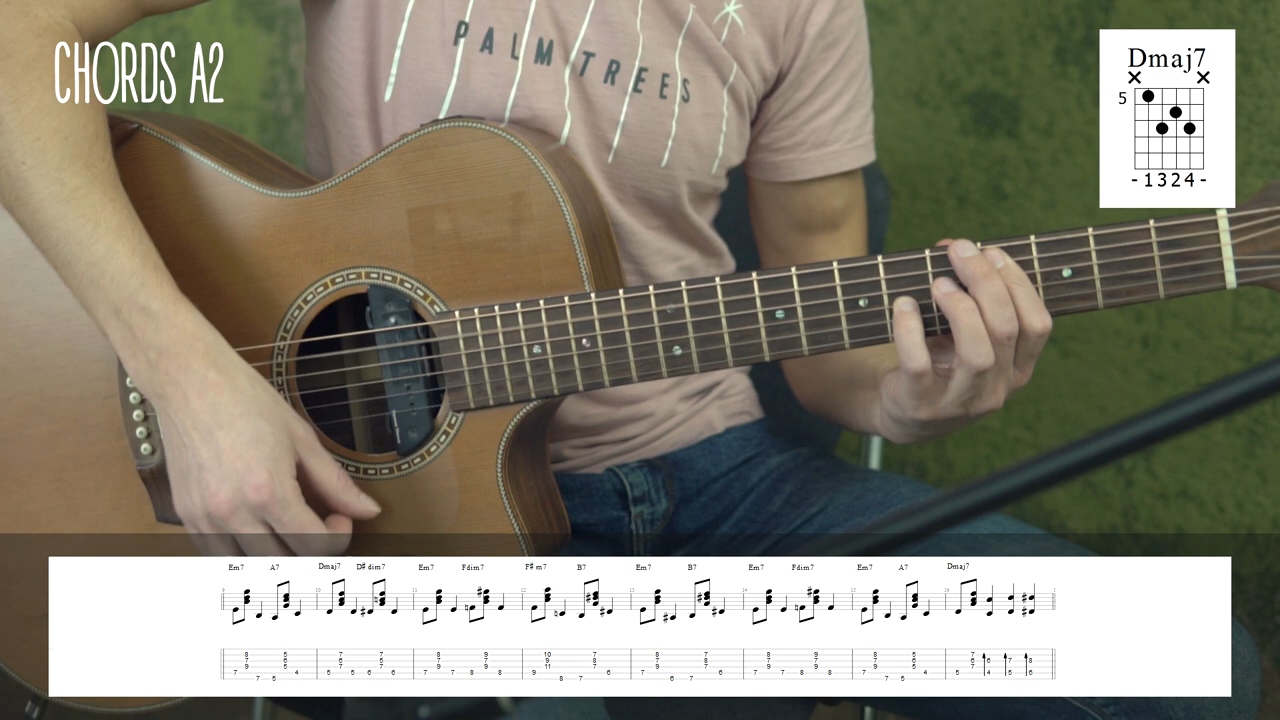 CHORDS A2
PALM TREES
Dmaj7
× ×
5
-1324-
Em7 A7 Dmaj7 D# dim7 Em7 Fdim7 F# m7 B7 Em7 B7 Em7 Fdim7 Em7 A7 Dmaj7